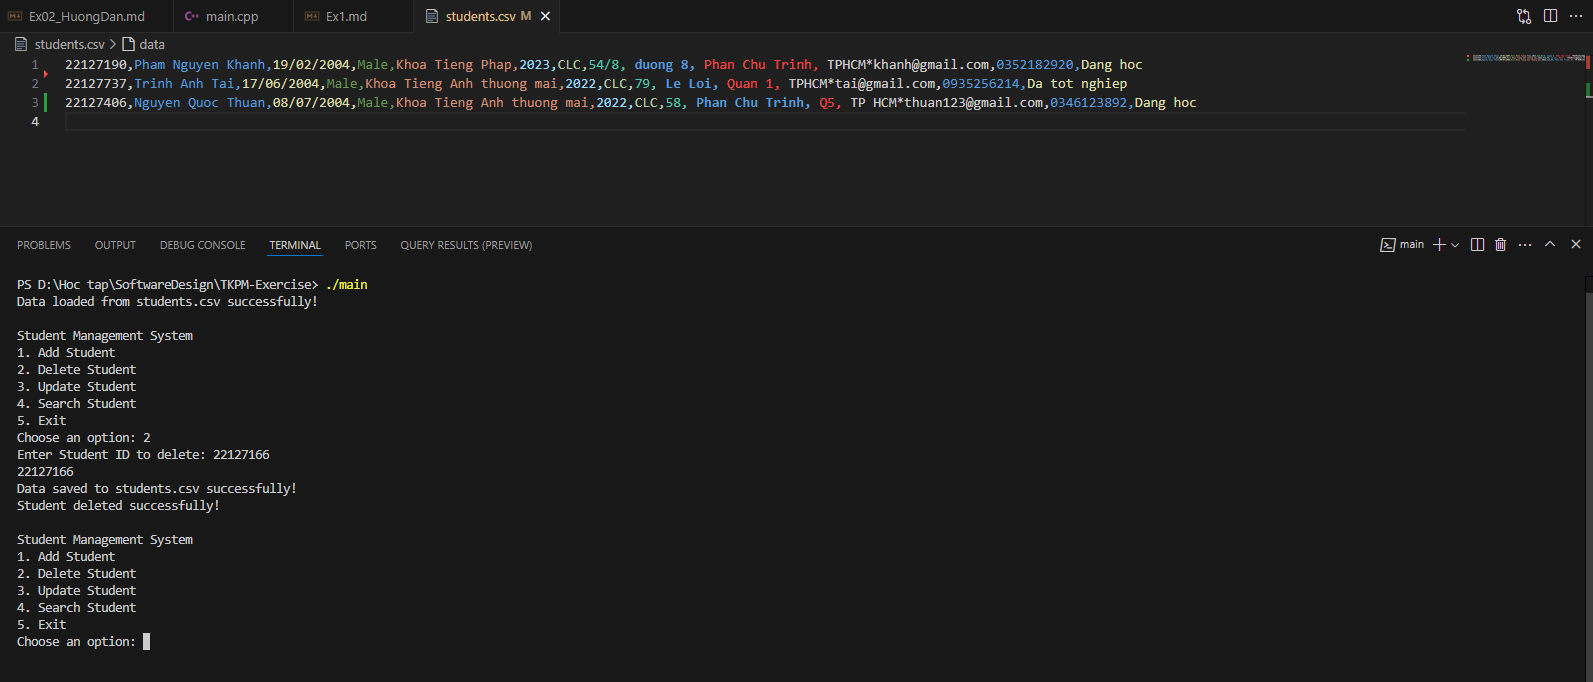 Ex02_HuongDan.md main.cpp Ex1.md students.csv M
students.csv > data
1 22127190,Pham Nguyen Khanh,19/02/2004,Male,Khoa Tieng Phap,2023,CLC,54/8, duong 8, Phan Chu Trinh, TPHCM*khanh@gmail.com,0352182920,Dang hoc
2 22127737,Trinh Anh Tai,17/06/2004,Male,Khoa Tieng Anh thuong mai,2022,CLC,79, Le Loi, Quan 1, TPHCM*tai@gmail.com,0935256214,Da tot nghiep
3 22127406,Nguyen Quoc Thuan,08/07/2004,Male,Khoa Tieng Anh thuong mai,2022,CLC,58, Phan Chu Trinh, Q5, TP HCM*thuan123@gmail.com,0346123892,Dang hoc
4
PROBLEMS OUTPUT DEBUG CONSOLE TERMINAL PORTS QUERY RESULTS (PREVIEW) main
PS D:\Hoc tap\SoftwareDesign\TKPM-Exercise> ./main
Data loaded from students.csv successfully!
Student Management System
1. Add Student
2. Delete Student
3. Update Student
4. Search Student
5. Exit
Choose an option: 2
Enter Student ID to delete: 22127166
22127166
Data saved to students.csv successfully!
Student deleted successfully!
Student Management System
1. Add Student
2. Delete Student
3. Update Student
4. Search Student
5. Exit
Choose an option: